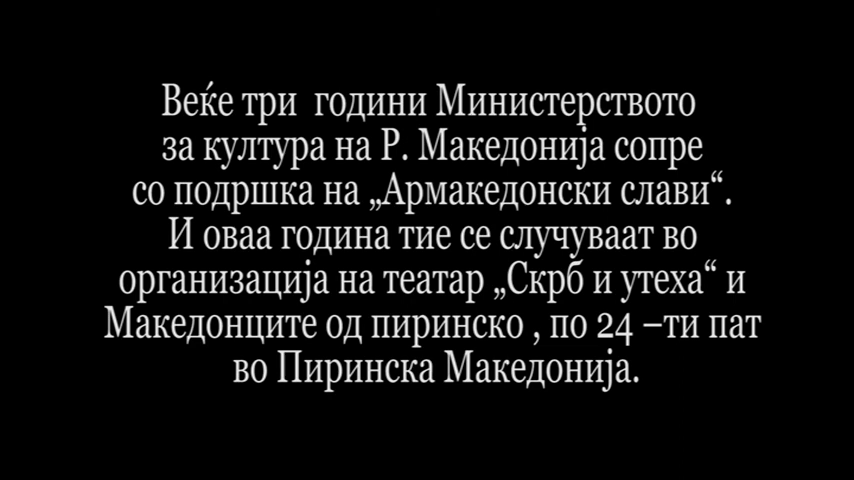 Веќе три  години Министерството
за култура на Р. Македонија сопре
со подршка на „Армакедонски слави“.
И оваа година тие се случуваат во
организација на театар „Скрб и утеха“ и
Македонците од пиринско , по 24 –ти пат
во Пиринска Македонија.